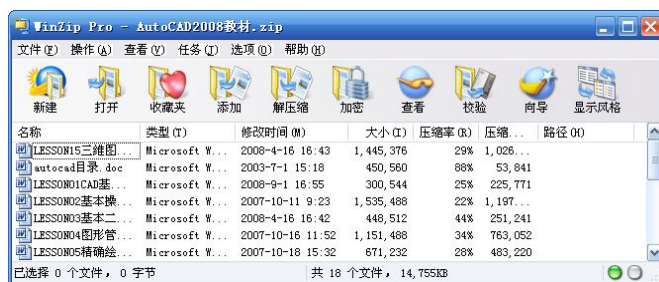 WinZip Pro - AutoCAD2008教材.zip
文件(F) 操作(A) 查看(V) 任务(J) 选项(O) 帮助(H)
新建 打开 收藏夹 添加 解压缩 加密 查看 校验 向导 显示风格
名称 类型(T) 修改时间(M) 大小(I) 压缩率(R) 压缩... 路径(H)
LESSON15三维图... Microsoft W... 2008-4-16 16:43 1,445,376 29% 1,026...
autocad目录.doc Microsoft W... 2003-7-1 15:18 450,560 88% 53,841
LESSON01CAD基... Microsoft W... 2008-9-1 16:55 300,544 25% 225,771
LESSON02基本操... Microsoft W... 2007-10-11 9:23 1,535,488 22% 1,197...
LESSON03基本二... Microsoft W... 2008-4-16 16:42 448,512 44% 251,241
LESSON04图形管... Microsoft W... 2007-10-16 11:52 1,151,488 34% 763,052
LESSON05精确绘... Microsoft W... 2007-10-18 15:32 671,232 28% 483,220
已选择 0 个文件, 0 字节 共 18 个文件, 14,755KB